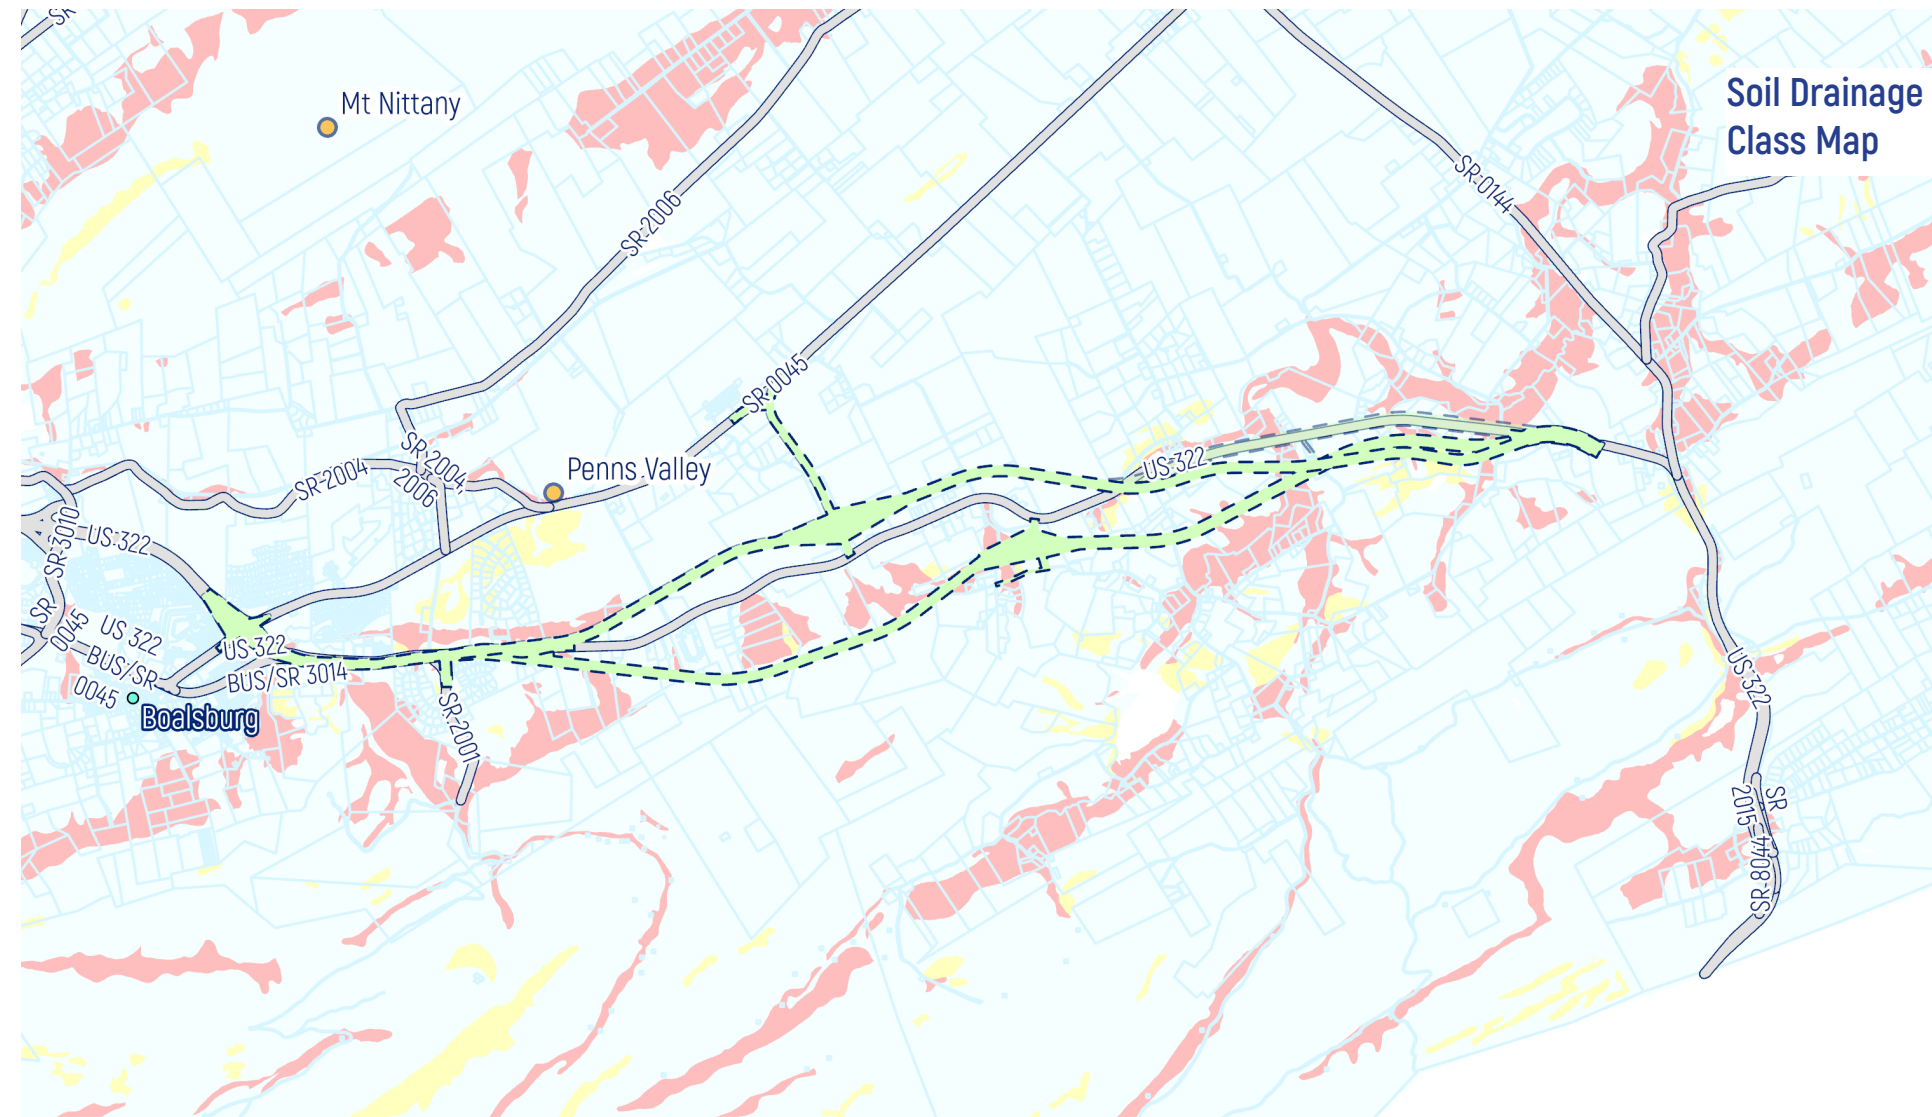 SR
Mt Nittany
Soil Drainage
Class Map
SR 0144
SR 2006
SR 0045
SR 2004,
2006
SR 2004
Penns Valley
US 322
SR 3010
US 322
SR
0045
US 322
BUS/SR
0045
US 322
BUS/SR 3014
Boalsburg
SR 2001
US 322
SR
2015
SR 8047